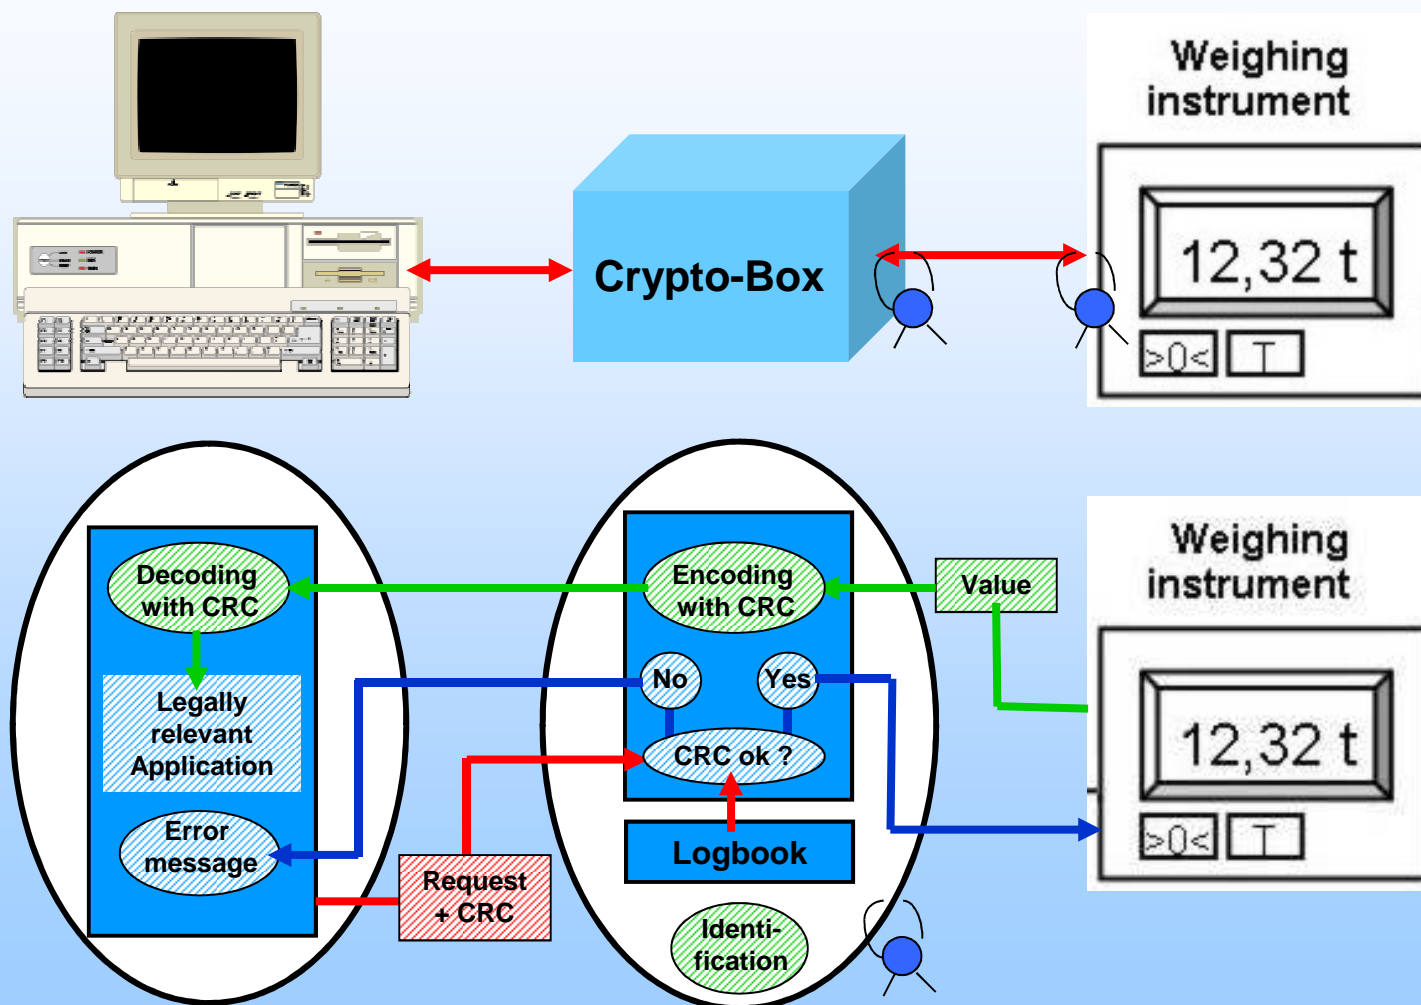 Weighing
instrument
12,32 t
>0<
T
Crypto-Box
Decoding
with CRC
Legally
relevant
Application
Error
message
Request
+ CRC
Encoding
with CRC
No
Yes
CRC ok ?
Logbook
Identi-
fication
Value
Weighing
instrument
12,32 t
>0<
T